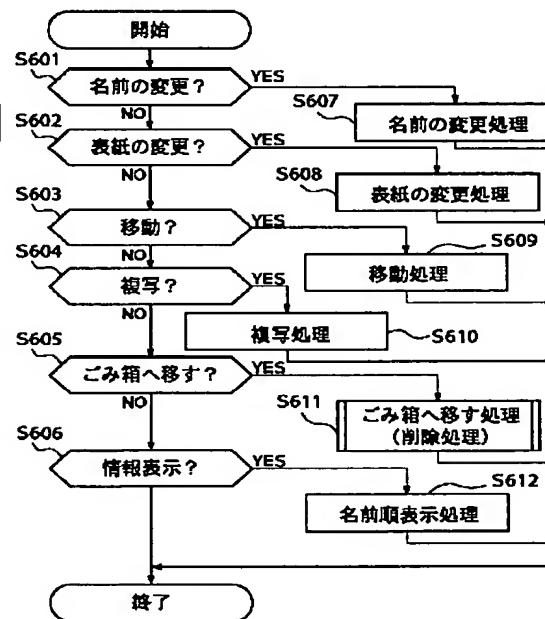 開始
S601
名前の変更？
YES
NO
S607
名前の変更処理
S602
表紙の変更？
YES
NO
S608
表紙の変更処理
S603
移動？
YES
NO
S609
移動処理
S604
複写？
YES
NO
S610
複写処理
S605
ごみ箱へ移す？
YES
NO
S611
ごみ箱へ移す処理
(削除処理)
S606
情報表示？
YES
S612
名前順表示処理
終了